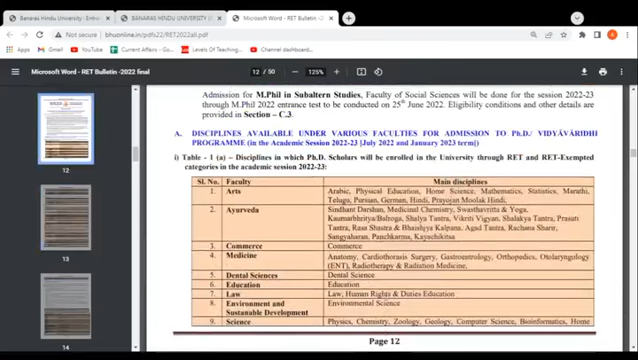 Banaras Hindu University - Entr
BANARAS HINDU UNIVERSITY (
Microsoft Word - RET Bulletin -2
Not secure | bhuonline.in/pdfs22/RET2022all.pdf
Gmail YouTube Current Affairs GS Levels Of Teaching... Channel dashboard...
Microsoft Word - RET Bulletin -2022 final
12 / 50
125%
12
13
14
Admission for M.Phil in Subaltern Studies, Faculty of Social Sciences will be done for the session 2022-23
through M.Phil 2022 entrance test to be conducted on 25th June 2022. Eligibility conditions and other details are
provided in Section – C.3
A. DISCIPLINES AVAILABLE UNDER VARIOUS FACULTIES FOR ADMISSION TO Ph.D./ VIDYĀVĀRIDHI
PROGRAMME (in the Academic Session 2022-23 |July 2022 and January 2023 term|)
i) Table - 1 (a) – Disciplines in which Ph.D. Scholars will be enrolled in the University through RET and RET-Exempted
categories in the academic session 2022-23:
Sl. No. Faculty Main disciplines
1. Arts Arabic, Physical Education, Home Science, Mathematics, Statistics, Marathi,
Telugu, Persian, German, Hindi, Prayojan Moolak Hindi,
2. Ayurveda Sindhant Darshan, Medicinal Chemistry, Swasthavritta & Yoga,
Kaumarbhritya/Balroga, Shalya Tantra, Vikriti Vigyan, Shalakya Tantra, Prasuti
Tantra, Rasa Shastra & Bhaishjya Kalpana, Agad Tantra, Rachana Sharir,
Sangyaharan, Panchkarma, Kayachikitsa
3. Commerce Commerce
4. Medicine Anatomy, Cardiothorasis Surgery, Gastroentrology, Orthopedics, Otolaryngology
(ENT), Radiotherapy & Radiation Medicine,
5. Dental Sciences Dental Science
6. Education Education
7. Law Law, Human Rights & Duties Education
8. Environment and Environmental Science
Sustanable Development
9. Science Physics, Chemistry, Zoology, Geology, Computer Science, Bioinformatics, Home
Page 12